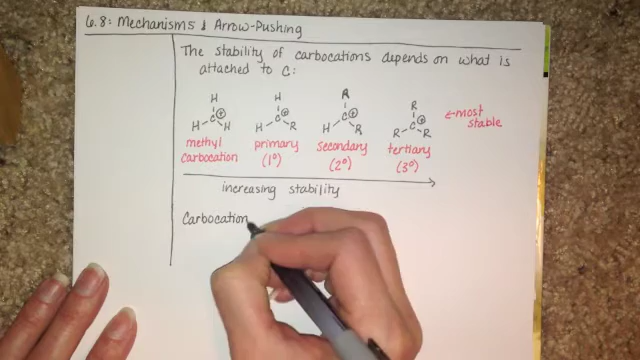 6.8: Mechanisms & Arrow-Pushing
The stability of carbocations depends on what is
attached to C:
H H R R
C⊕ C⊕ C⊕ C⊕
H H H R H R R R
←most
stable
methyl
carbocation
primary
(1°)
secondary
(2°)
tertiary
(3°)
increasing stability
Carbocation